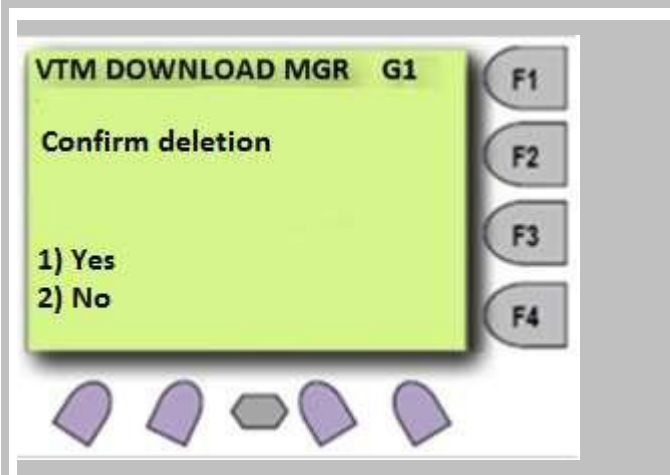 VTM DOWNLOAD MGR G1
F1
Confirm deletion
F2
F3
1) Yes
2) No
F4